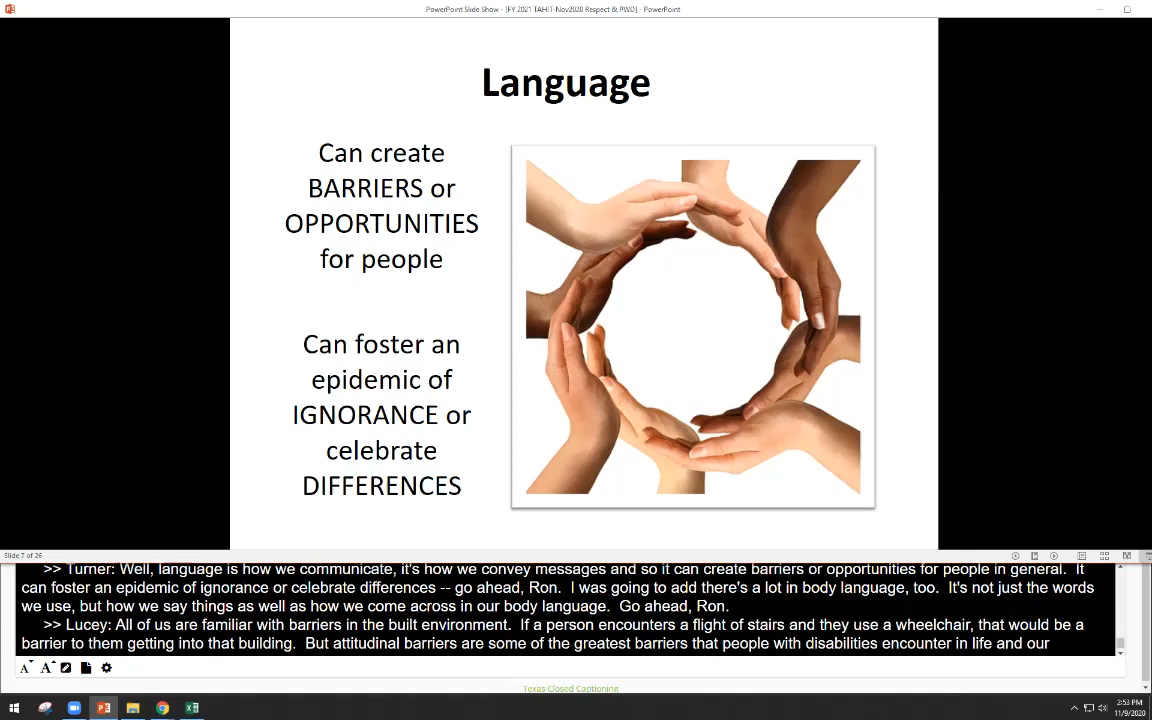 PowerPoint Slide Show - [FY 2021 TAHIT-Nov2020 Respect & PWD] - PowerPoint
Language
Can create
BARRIERS or
OPPORTUNITIES
for people
Can foster an
epidemic of
IGNORANCE or
celebrate
DIFFERENCES
Slide 7 of 26
>> Turner: Well, language is how we communicate, it's how we convey messages and so it can create barriers or opportunities for people in general. It
can foster an epidemic of ignorance or celebrate differences -- go ahead, Ron. I was going to add there's a lot in body language, too. It's not just the words
we use, but how we say things as well as how we come across in our body language. Go ahead, Ron.
>> Lucey: All of us are familiar with barriers in the built environment. If a person encounters a flight of stairs and they use a wheelchair, that would be a
barrier to them getting into that building. But attitudinal barriers are some of the greatest barriers that people with disabilities encounter in life and our
A A
Texas Closed Captioning
2:53 PM
11/9/2020